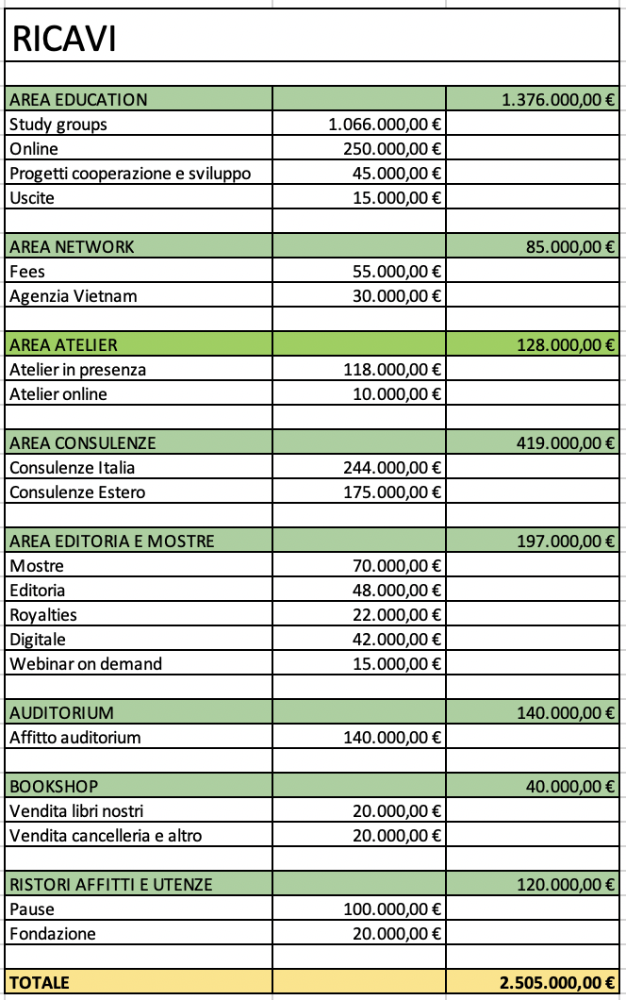 RICAVI
AREA EDUCATION 1.376.000,00 €
Study groups 1.066.000,00 €
Online 250.000,00 €
Progetti cooperazione e sviluppo 45.000,00 €
Uscite 15.000,00 €
AREA NETWORK 85.000,00 €
Fees 55.000,00 €
Agenzia Vietnam 30.000,00 €
AREA ATELIER 128.000,00 €
Atelier in presenza 118.000,00 €
Atelier online 10.000,00 €
AREA CONSULENZE 419.000,00 €
Consulenze Italia 244.000,00 €
Consulenze Estero 175.000,00 €
AREA EDITORIA E MOSTRE 197.000,00 €
Mostre 70.000,00 €
Editoria 48.000,00 €
Royalties 22.000,00 €
Digitale 42.000,00 €
Webinar on demand 15.000,00 €
AUDITORIUM 140.000,00 €
Affitto auditorium 140.000,00 €
BOOKSHOP 40.000,00 €
Vendita libri nostri 20.000,00 €
Vendita cancelleria e altro 20.000,00 €
RISTORI AFFITTI E UTENZE 120.000,00 €
Pause 100.000,00 €
Fondazione 20.000,00 €
TOTALE 2.505.000,00 €